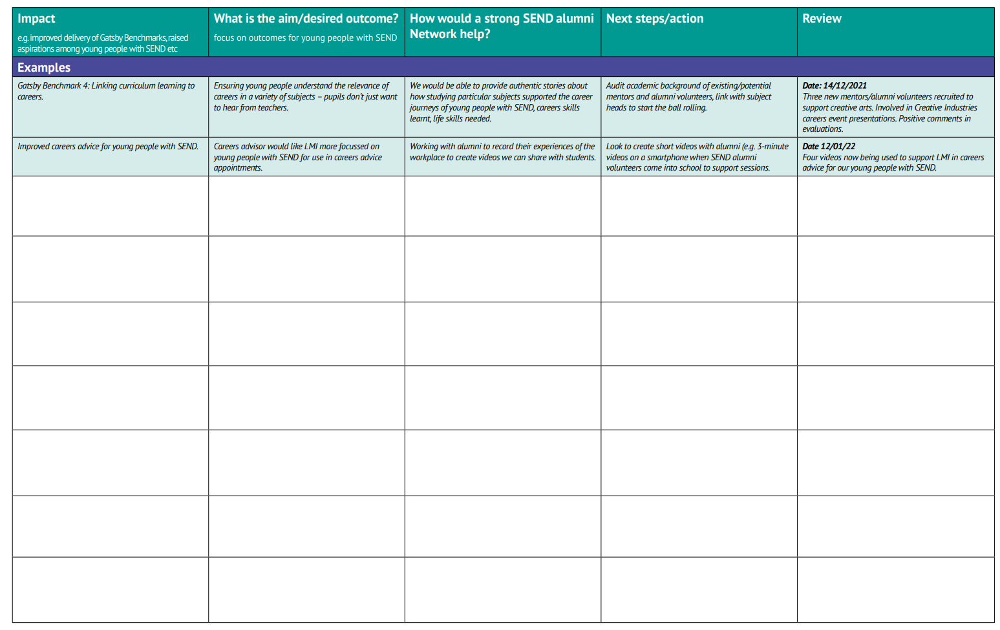 Impact
e.g. improved delivery of Gatsby Benchmarks, raised
aspirations among young people with SEND etc
What is the aim/desired outcome?
focus on outcomes for young people with SEND
How would a strong SEND alumni
Network help?
Next steps/action
Review
Examples
Gatsby Benchmark 4: Linking curriculum learning to
careers.
Ensuring young people understand the relevance of
careers in a variety of subjects – pupils don't just want
to hear from teachers.
We would be able to provide authentic stories about
how studying particular subjects supported the career
journeys of young people with SEND, careers skills
learnt, life skills needed.
Audit academic background of existing/potential
mentors and alumni volunteers, link with subject
heads to start the ball rolling.
Date: 14/12/2021
Three new mentors/alumni volunteers recruited to
support creative arts. Involved in Creative Industries
careers event presentations. Positive comments in
evaluations.
Improved careers advice for young people with SEND.
Careers advisor would like LMI more focussed on
young people with SEND for use in careers advice
appointments.
Working with alumni to record their experiences of the
workplace to create videos we can share with students.
Look to create short videos with alumni (e.g. 3-minute
videos on a smartphone when SEND alumni
volunteers come into school to support sessions.
Date 12/01/22
Four videos now being used to support LMI in careers
advice for our young people with SEND.